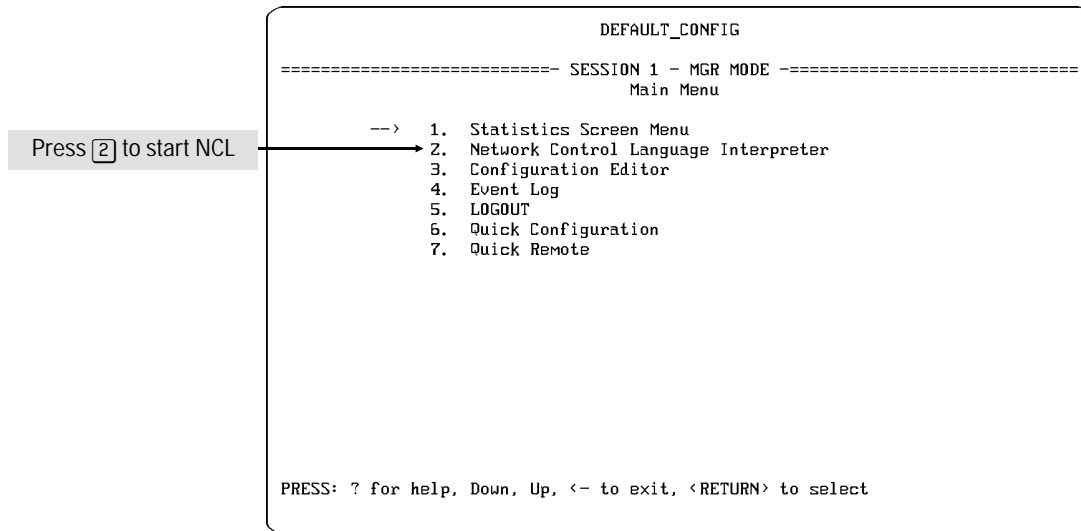 DEFAULT_CONFIG
===========================- SESSION 1 - MGR MODE -=============================
Main Menu
--> 1. Statistics Screen Menu
Press 2 to start NCL
2. Network Control Language Interpreter
3. Configuration Editor
4. Event Log
5. LOGOUT
6. Quick Configuration
7. Quick Remote
PRESS: ? for help, Down, Up, <- to exit, <RETURN> to select